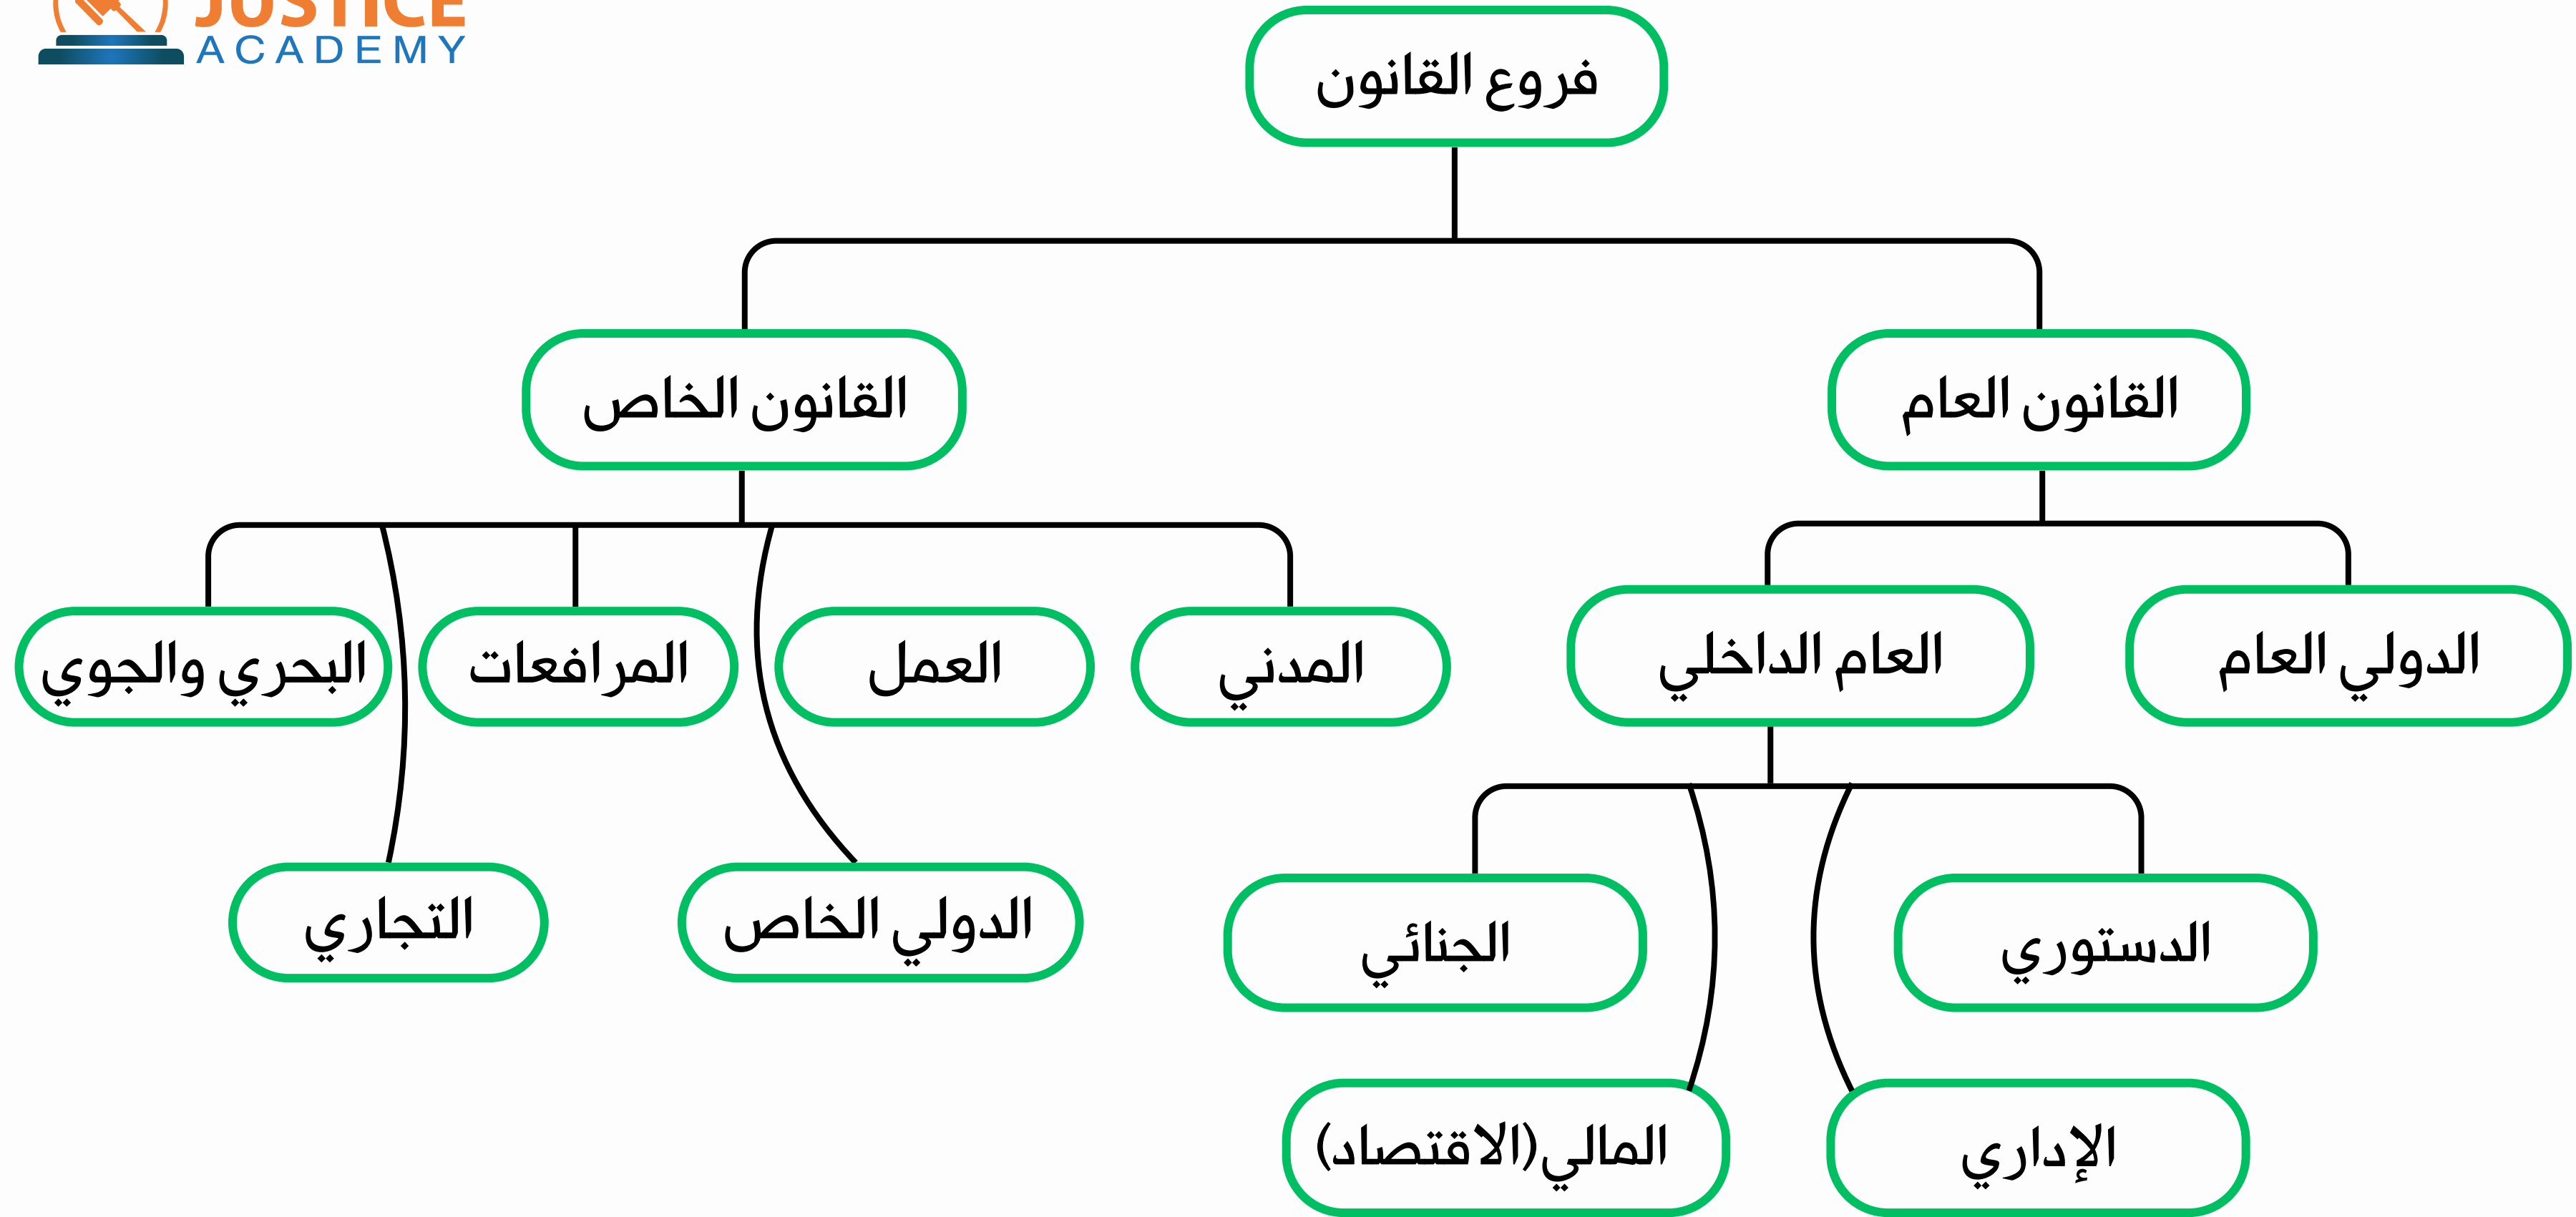 JUSTICE
ACADEMY
فروع القانون
القانون العام
القانون الخاص
الدولي العام
العام الداخلي
المدني
العمل
المرافعات
البحري والجوي
الدستوري
الجنائي
الدولي الخاص
التجاري
الإداري
المالي(الاقتصاد)